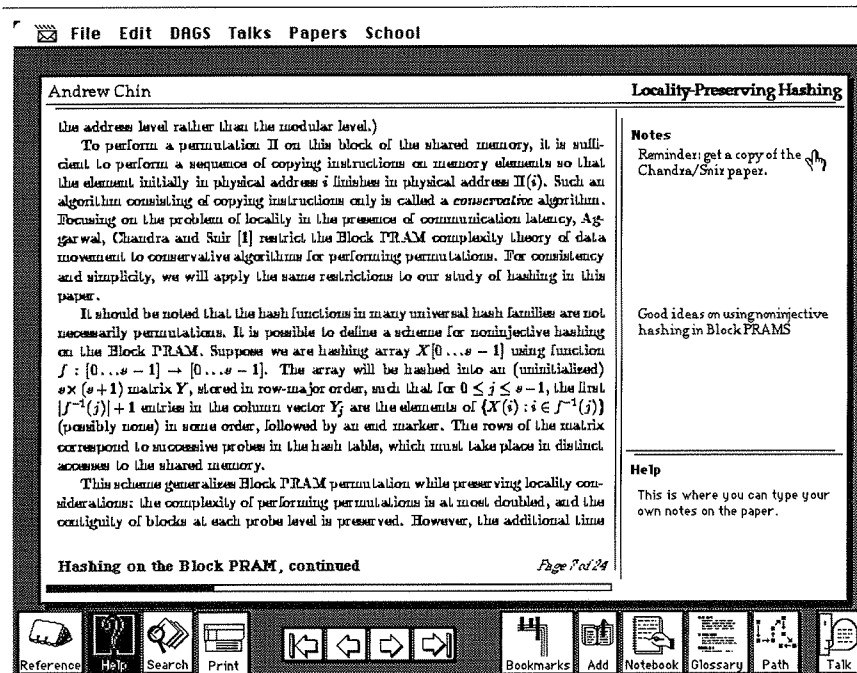 File Edit DAGS Talks Papers School
Andrew Chin
Locality-Preserving Hashing
the address level rather than the modular level.)
To perform a permutation Π on this block of the shared memory, it is suffi-
cient to perform a sequence of copying instructions on memory elements so that
the element initially in physical address i finishes in physical address Π(i). Such an
algorithm consisting of copying instructions only is called a conservative algorithm.
Focusing on the problem of locality in the presence of communication latency, Ag-
garwal, Chandra and Snir [1] restrict the Block PRAM complexity theory of data
movement to conservative algorithms for performing permutations. For consistency
and simplicity, we will apply the same restrictions to our study of hashing in this
paper.
It should be noted that the hash functions in many universal hash families are not
necessarily permutations. It is possible to define a scheme for noninjective hashing
on the Block PRAM. Suppose we are hashing array X[0...s − 1] using function
f : [0...s − 1] → [0...s − 1]. The array will be hashed into an (uninitialized)
s × (s + 1) matrix Y, stored in row-major order, such that for 0 ≤ j ≤ s − 1, the first
|f⁻¹(j)| + 1 entries in the column vector Yⱼ are the elements of {X(i) : i ∈ f⁻¹(j)}
(possibly none) in some order, followed by an end marker. The rows of the matrix
correspond to successive probes in the hash table, which must take place in distinct
accesses to the shared memory.
This scheme generalizes Block PRAM permutation while preserving locality con-
siderations: the complexity of performing permutations is at most doubled, and the
contiguity of blocks at each probe level is preserved. However, the additional time
Hashing on the Block PRAM, continued
Page 7 of 24
Notes
Reminder: get a copy of the
Chandra/Snir paper.
Good ideas on using noninjective
hashing in Block PRAMS
Help
This is where you can type your
own notes on the paper.
Reference Help Search Print Bookmarks Add Notebook Glossary Path Talk